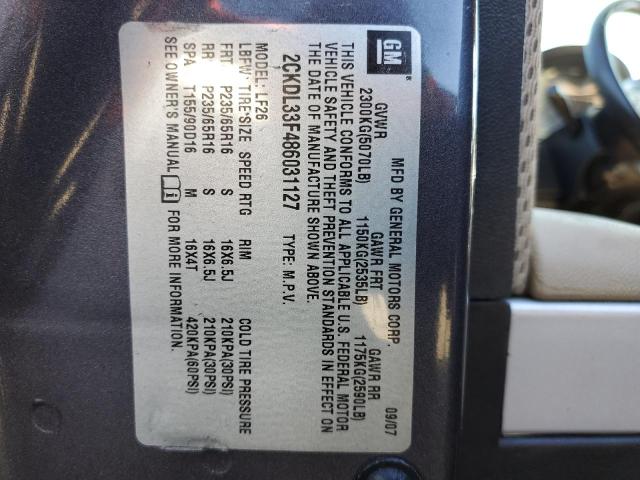 GM
®
MFD BY GENERAL MOTORS CORP. 09/07
GVWR GAWR FRT GAWR RR
2300KG(5070LB) 1150KG(2535LB) 1175KG(2590LB)
THIS VEHICLE CONFORMS TO ALL APPLICABLE U.S. FEDERAL MOTOR
VEHICLE SAFETY AND THEFT PREVENTION STANDARDS IN EFFECT ON
THE DATE OF MANUFACTURE SHOWN ABOVE.
2CKDL33F486031127 TYPE: M.P.V.
MODEL: LF26
LBFW: TIRE SIZE SPEED RTG RIM COLD TIRE PRESSURE
FRT P235/65R16 S 16X6.5J 210KPA(30PSI)
RR P235/65R16 S 16X6.5J 210KPA(30PSI)
SPA T155/90D16 M 16X4T 420KPA(60PSI)
SEE OWNER'S MANUAL i FOR MORE INFORMATION.